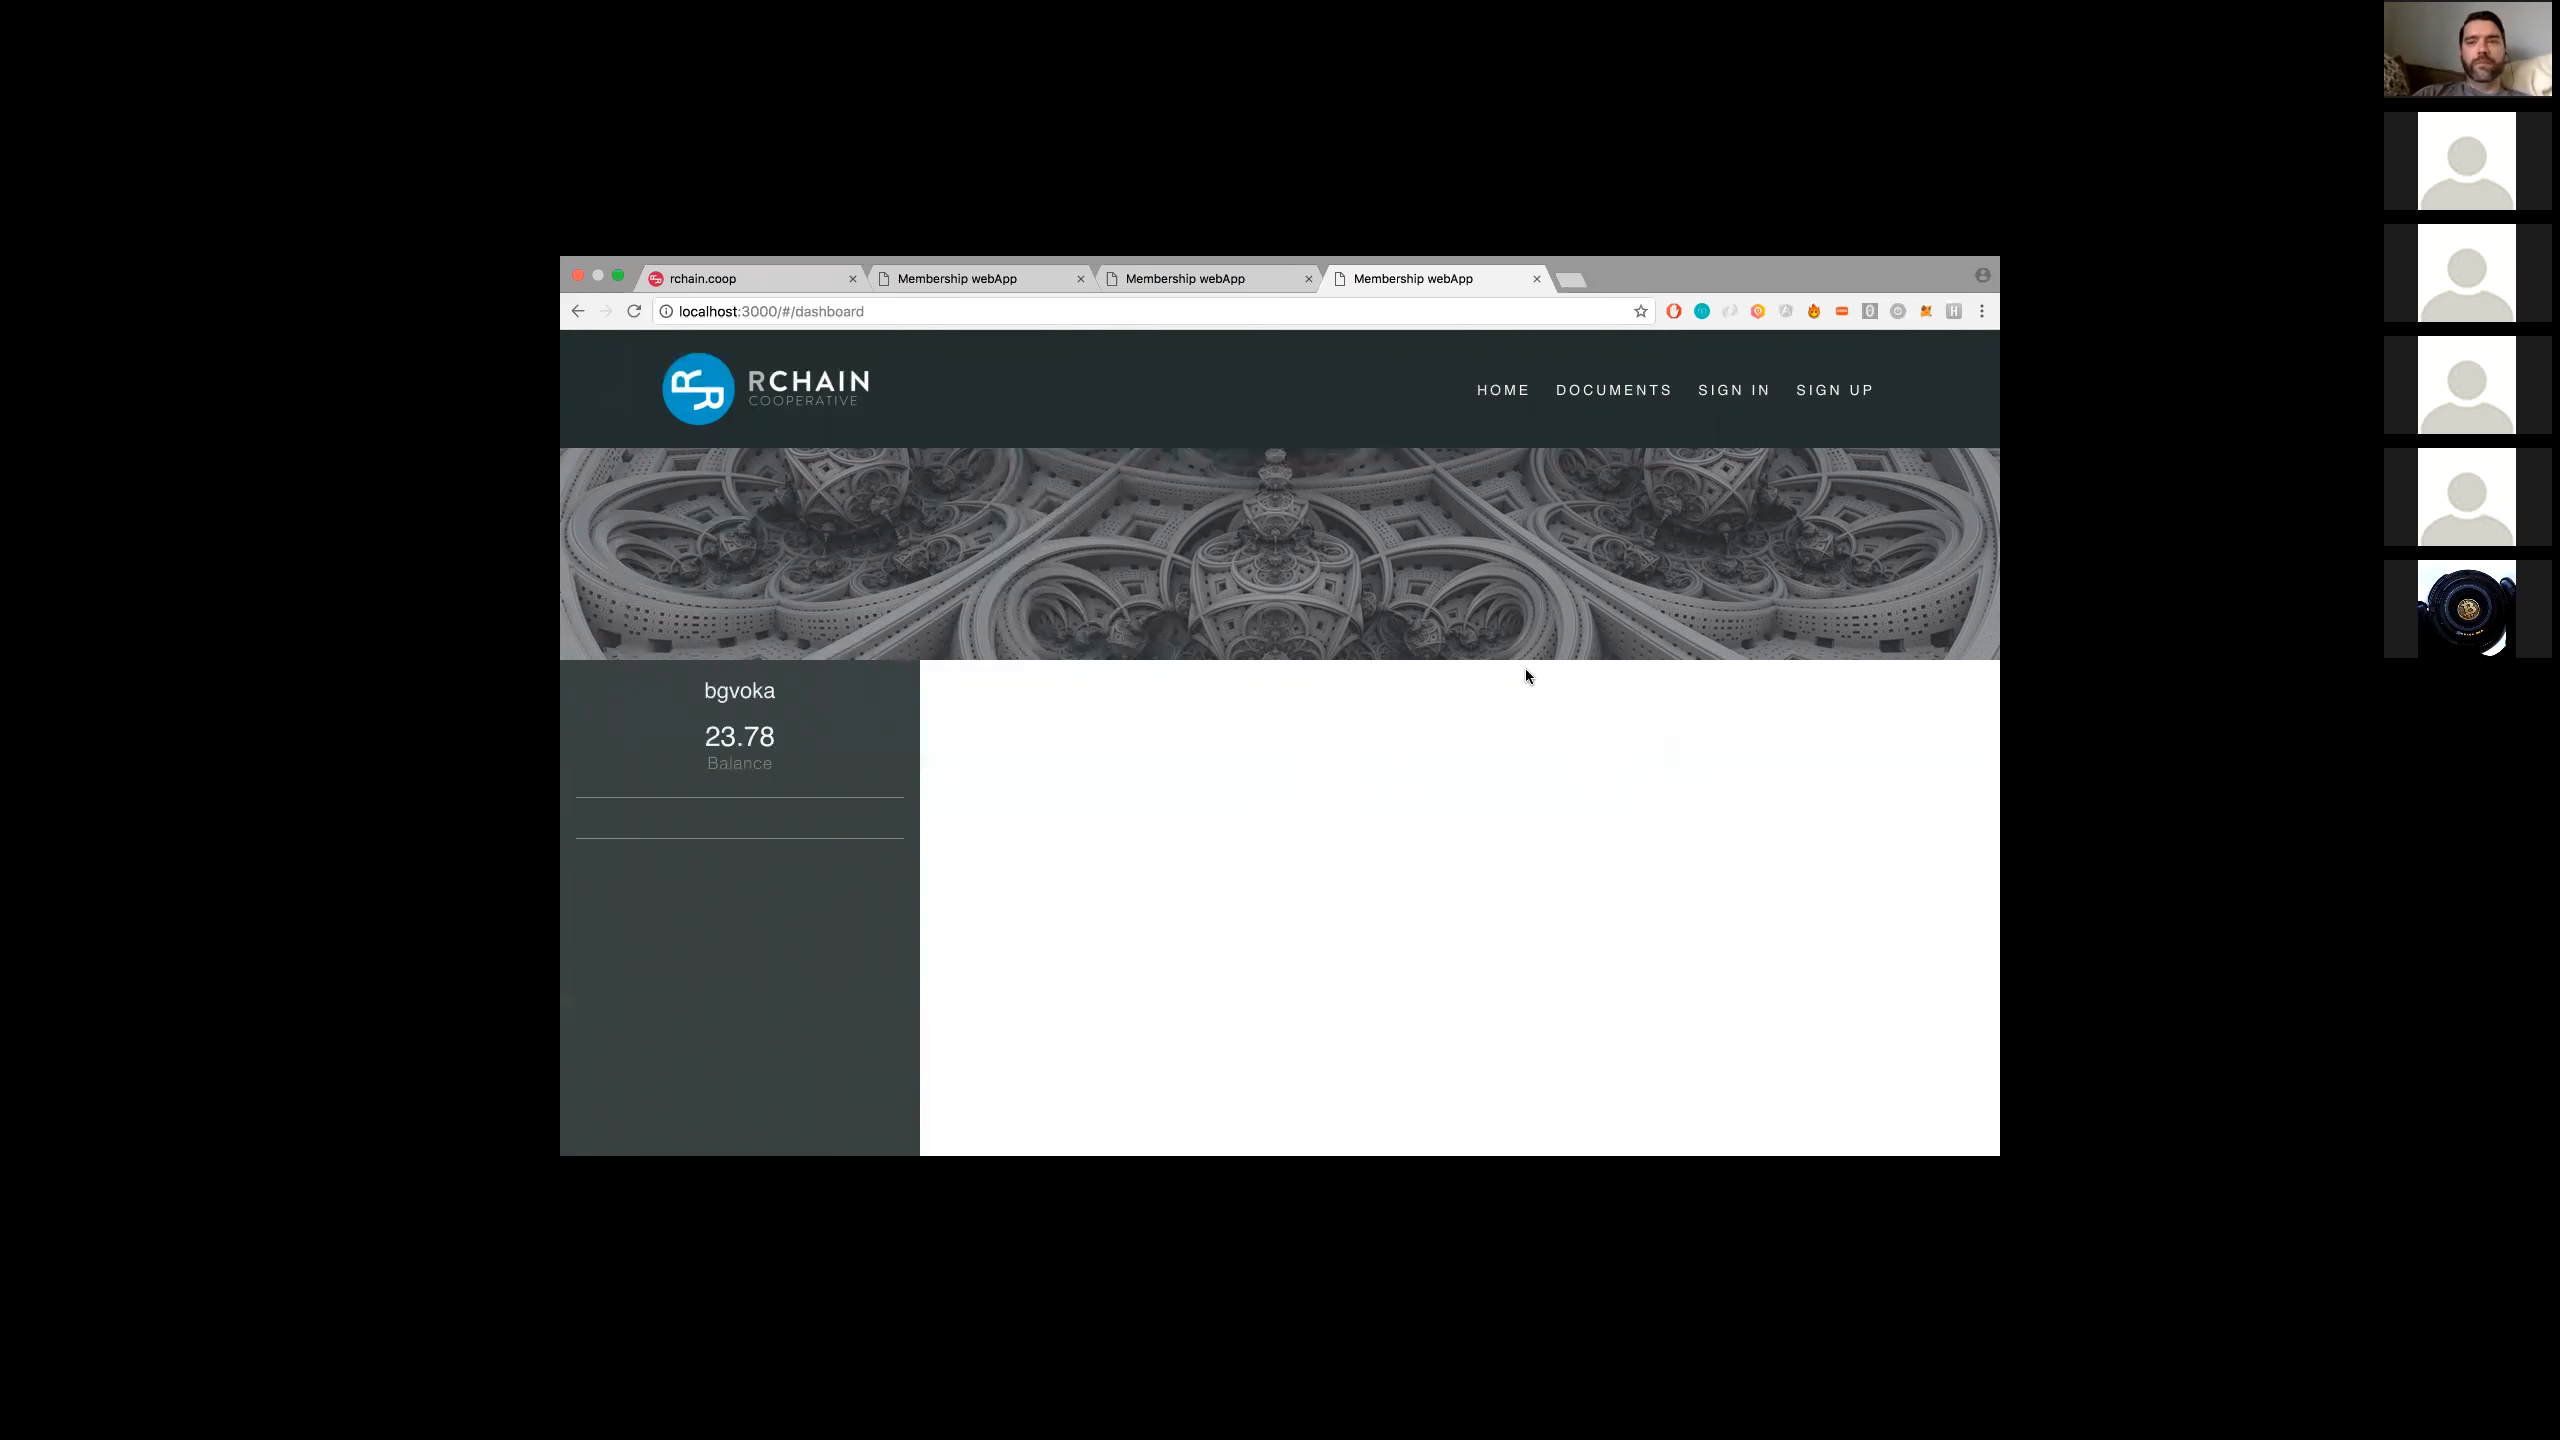 rchain.coop
Membership webApp
Membership webApp
Membership webApp
localhost:3000/#/dashboard
RCHAIN
COOPERATIVE
HOME
DOCUMENTS
SIGN IN
SIGN UP
bgvoka
23.78
Balance